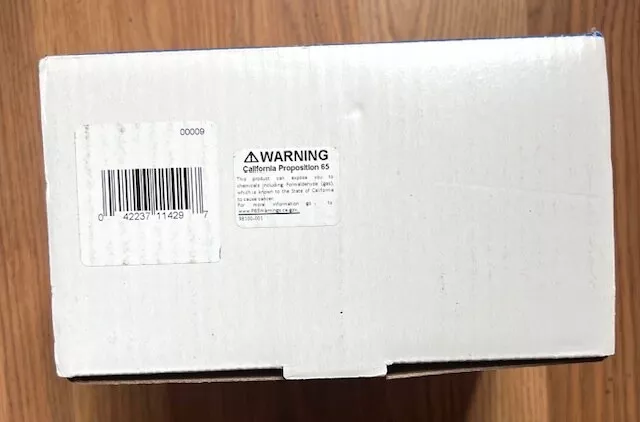 00009
0 42237 11429 7
⚠WARNING
California Proposition 65
This product can expose you to
chemicals including Formaldehyde (gas),
which is known to the State of California
to cause cancer.
For more information go to
www.P65Warnings.ca.gov.